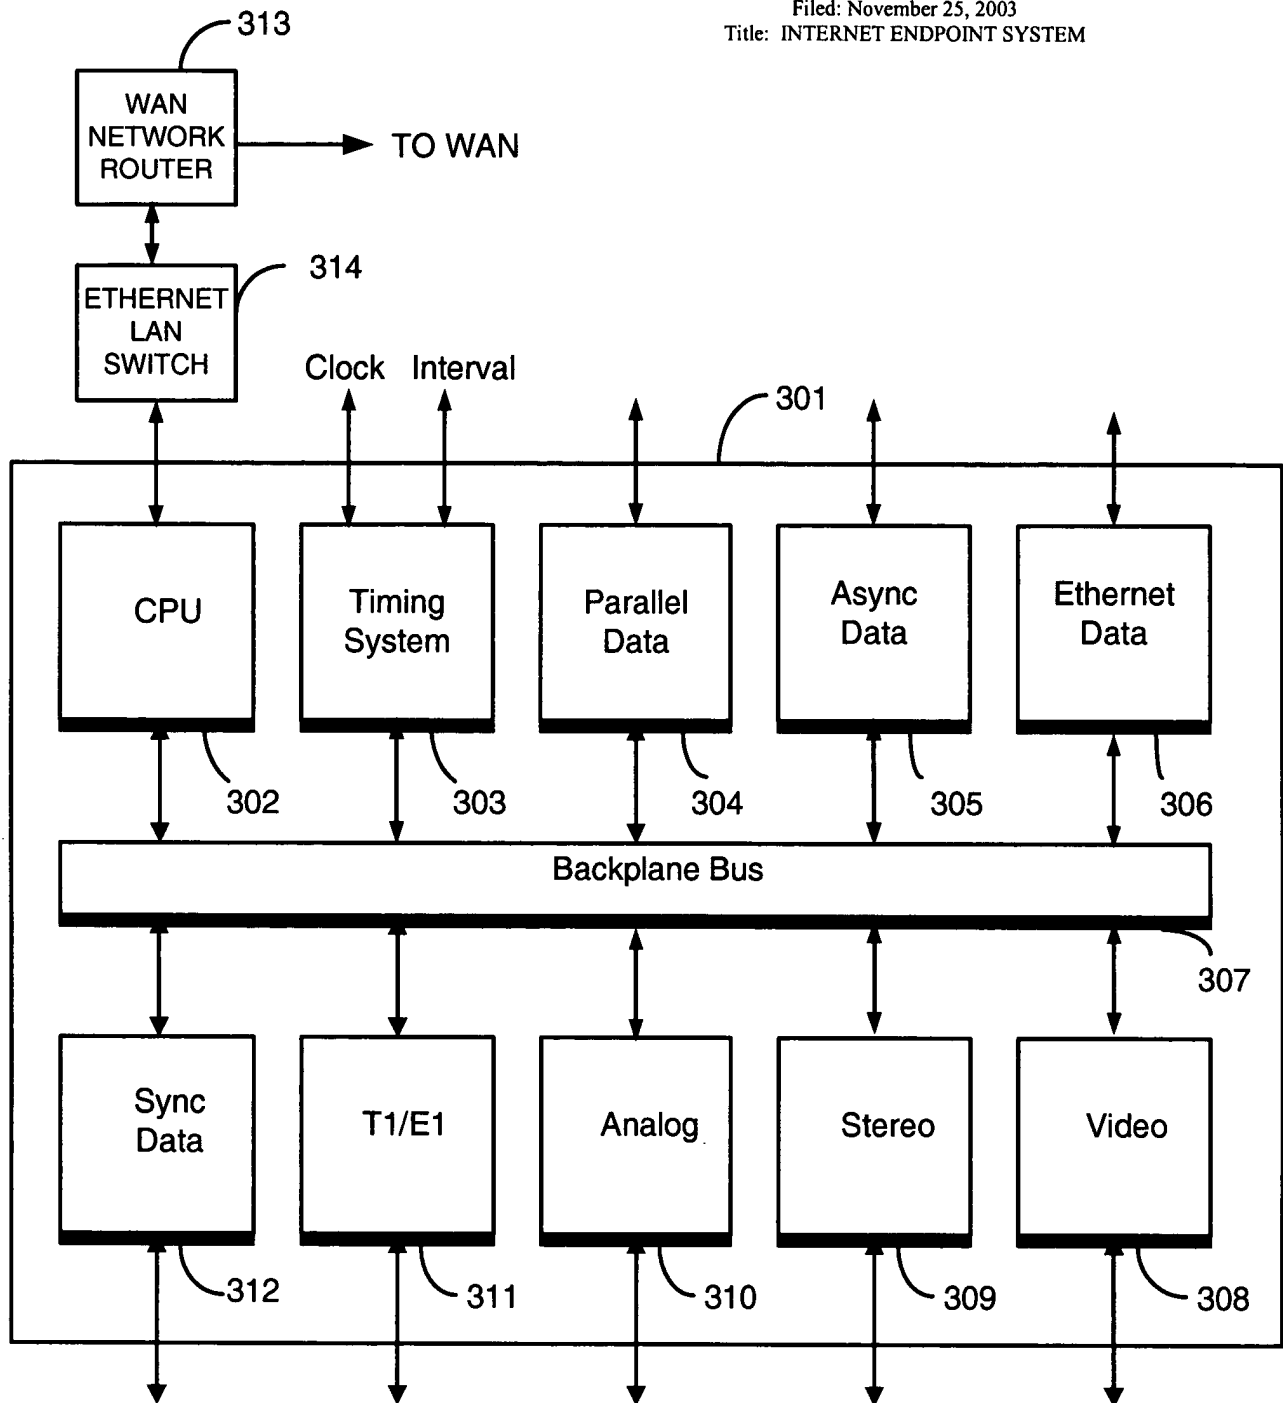 Filed: November 25, 2003
Title: INTERNET ENDPOINT SYSTEM
313
WAN
NETWORK
ROUTER
TO WAN
314
ETHERNET
LAN
SWITCH
Clock
Interval
301
CPU
Timing
System
Parallel
Data
Async
Data
Ethernet
Data
302
303
304
305
306
Backplane Bus
307
Sync
Data
T1/E1
Analog
Stereo
Video
312
311
310
309
308